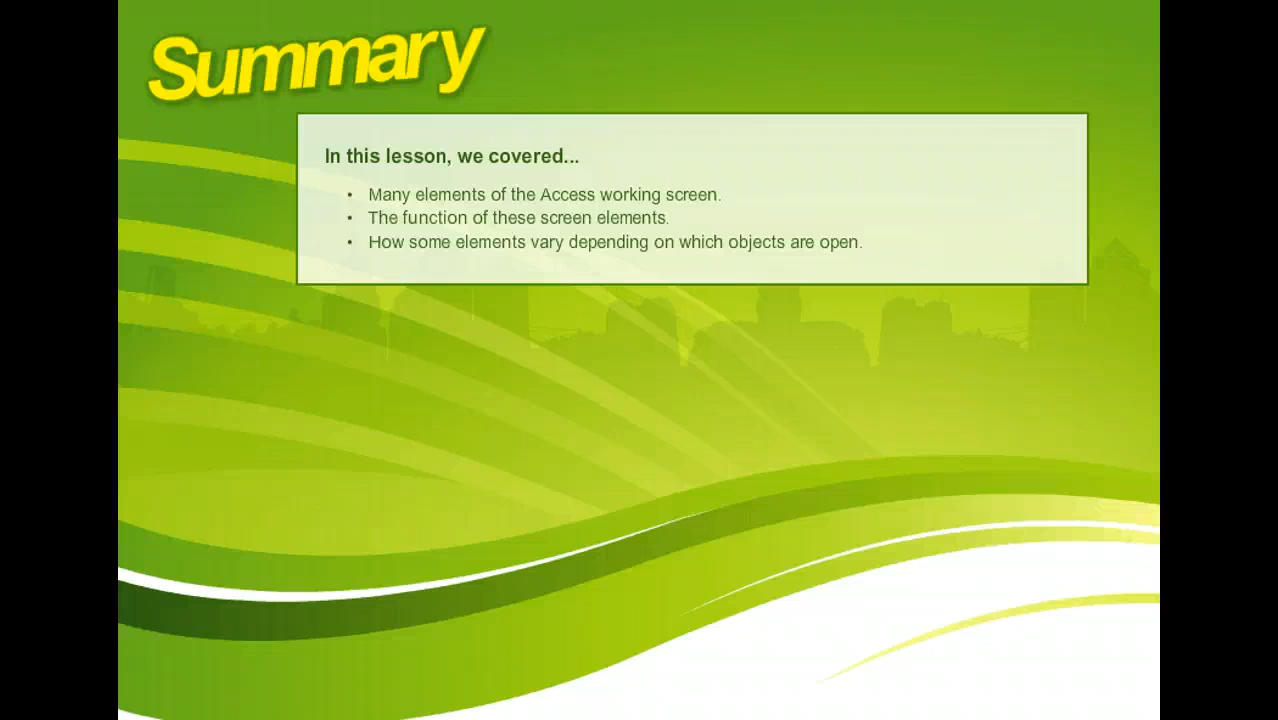 Summary
In this lesson, we covered...
• Many elements of the Access working screen.
• The function of these screen elements.
• How some elements vary depending on which objects are open.